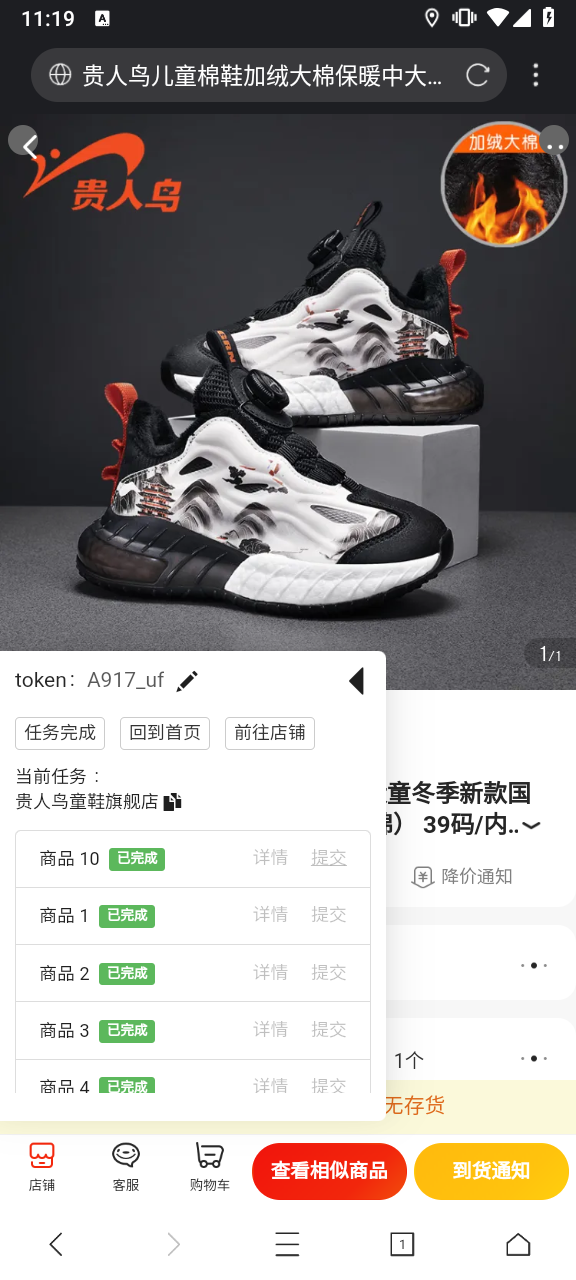 11:19
A
贵人鸟儿童棉鞋加绒大棉保暖中大...
贵人鸟
加绒大棉
1/1
token： A917_uf
任务完成 回到首页 前往店铺
当前任务 ：
贵人鸟童鞋旗舰店
商品 10 已完成 详情 提交
商品 1 已完成 详情 提交
商品 2 已完成 详情 提交
商品 3 已完成 详情 提交
商品 4 已完成 详情 提交
童冬季新款国
） 39码/内..
降价通知
1个
无存货
店铺 客服 购物车 查看相似商品 到货通知
1